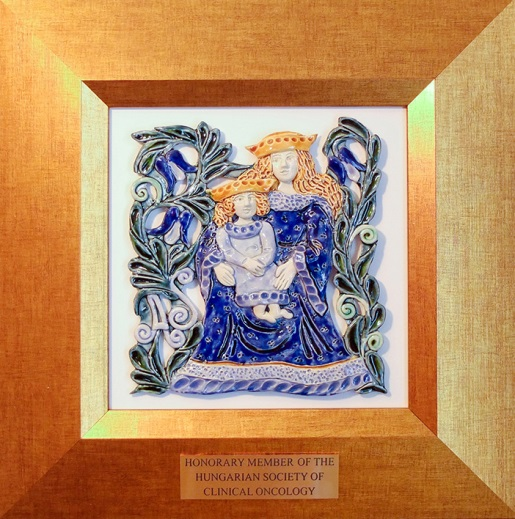 HONORARY MEMBER OF THE
HUNGARIAN SOCIETY OF
CLINICAL ONCOLOGY